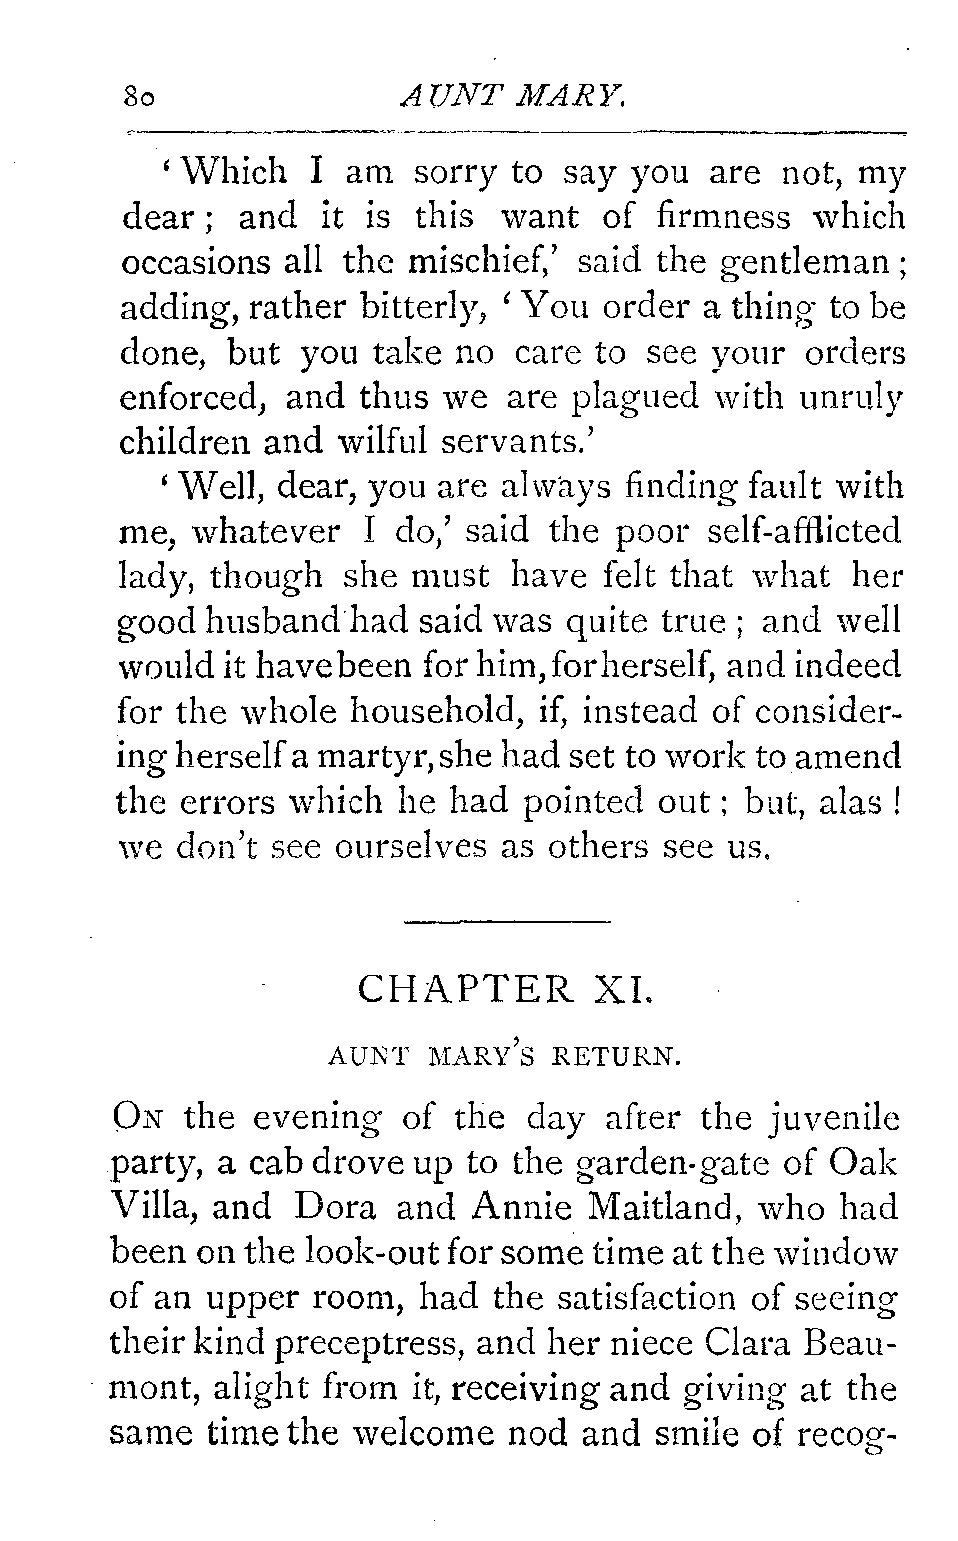 80 AUNT MARY.
‘ Which I am sorry to say you are not, my
dear ; and it is this want of firmness which
occasions all the mischief,’ said the gentleman ;
adding, rather bitterly, ‘ You order a thing to be
done, but you take no care to see your orders
enforced, and thus we are plagued with unruly
children and wilful servants.’
‘ Well, dear, you are always finding fault with
me, whatever I do,’ said the poor self-afflicted
lady, though she must have felt that what her
good husband had said was quite true ; and well
would it have been for him, for herself, and indeed
for the whole household, if, instead of consider-
ing herself a martyr, she had set to work to amend
the errors which he had pointed out ; but, alas !
we don’t see ourselves as others see us.
CHAPTER XI.
AUNT MARY’S RETURN.
ON the evening of the day after the juvenile
party, a cab drove up to the garden-gate of Oak
Villa, and Dora and Annie Maitland, who had
been on the look-out for some time at the window
of an upper room, had the satisfaction of seeing
their kind preceptress, and her niece Clara Beau-
mont, alight from it, receiving and giving at the
same time the welcome nod and smile of recog-